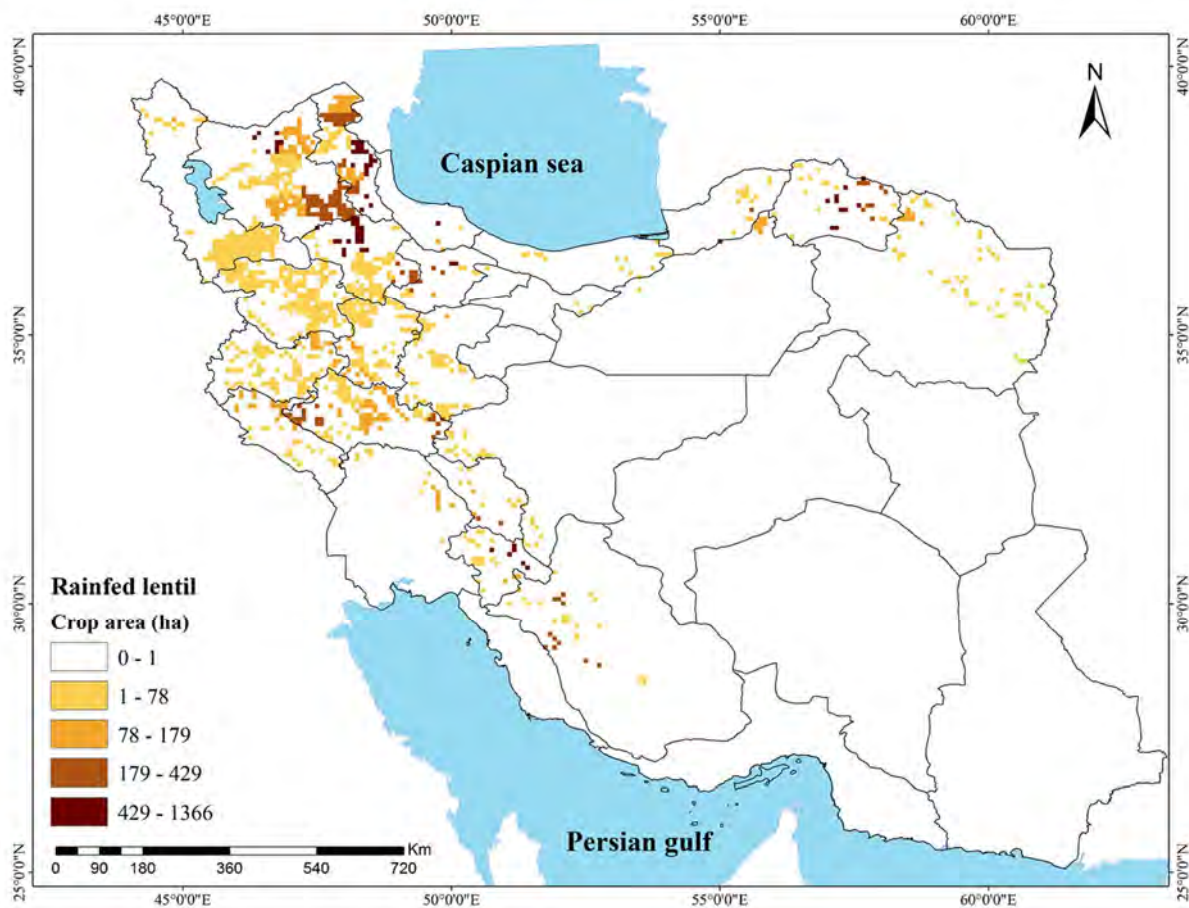 45°0'0"E 50°0'0"E 55°0'0"E 60°0'0"E
40°0'0"N 40°0'0"N
N
Caspian sea
35°0'0"N 35°0'0"N
30°0'0"N 30°0'0"N
Rainfed lentil
Crop area (ha)
0 - 1
1 - 78
78 - 179
179 - 429
429 - 1366
Persian gulf
Km
0 90 180 360 540 720
25°0'0"N 25°0'0"N
45°0'0"E 50°0'0"E 55°0'0"E 60°0'0"E